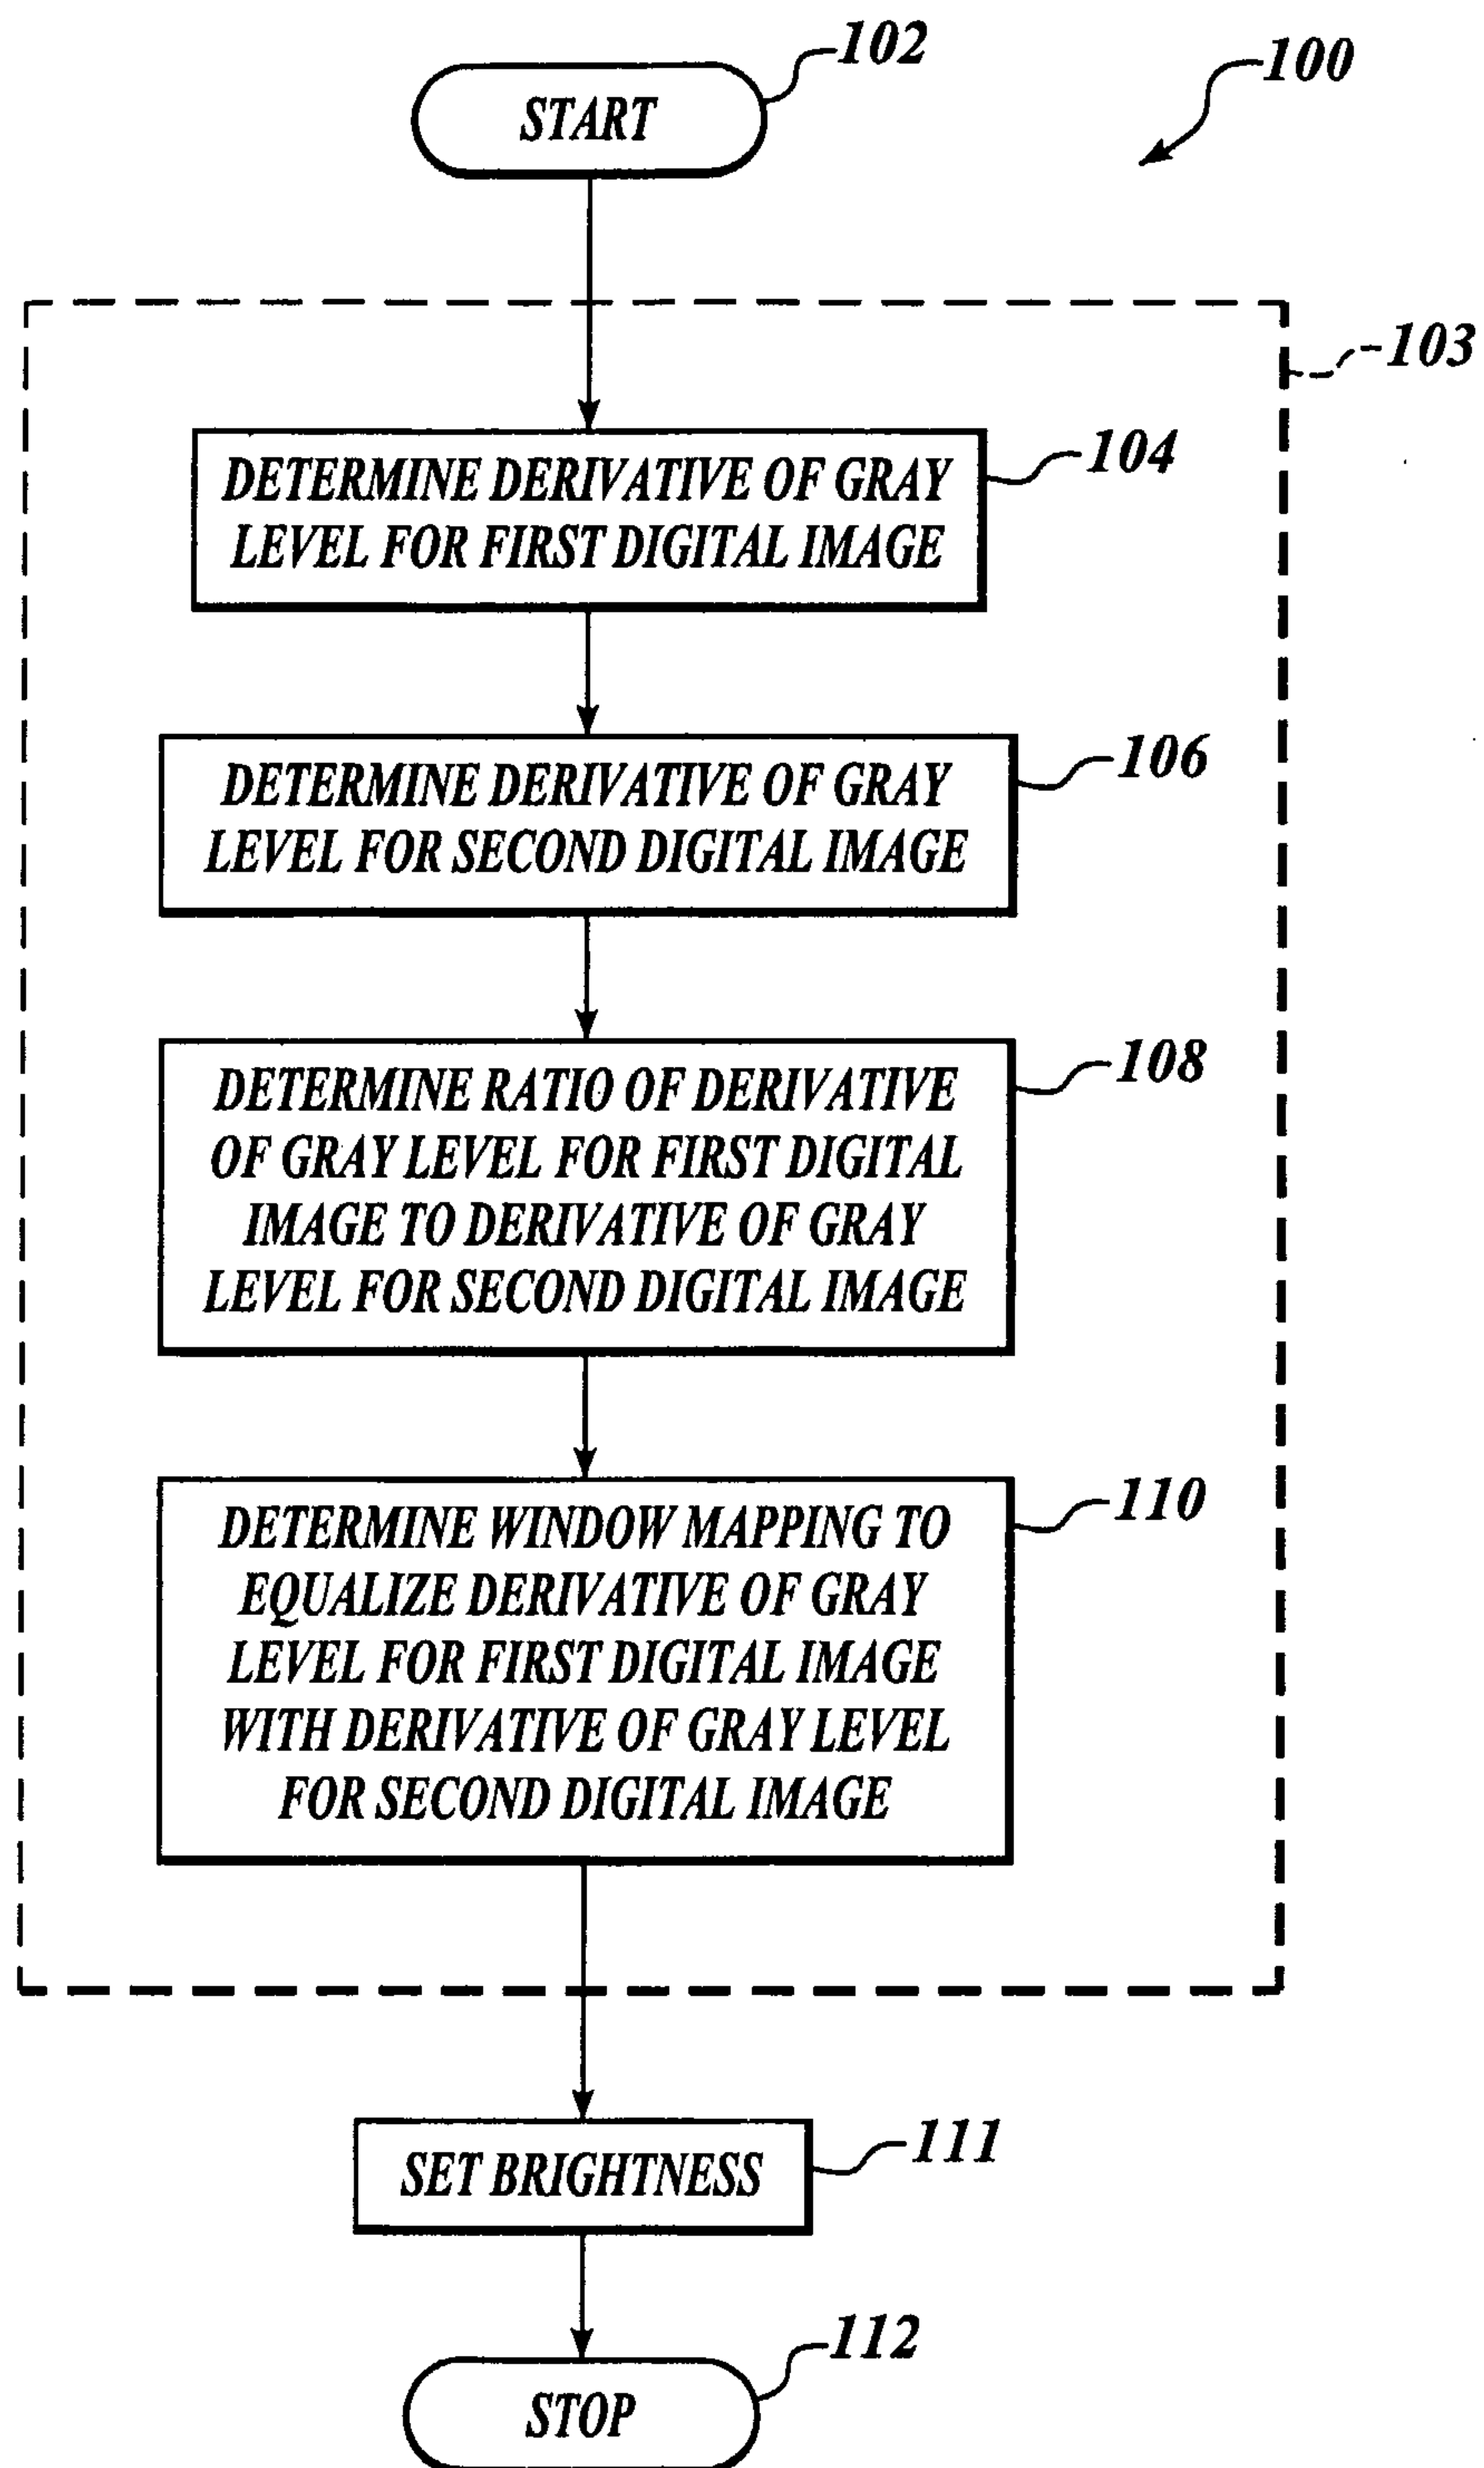 102
100
START
103
104
DETERMINE DERIVATIVE OF GRAY
LEVEL FOR FIRST DIGITAL IMAGE
106
DETERMINE DERIVATIVE OF GRAY
LEVEL FOR SECOND DIGITAL IMAGE
108
DETERMINE RATIO OF DERIVATIVE
OF GRAY LEVEL FOR FIRST DIGITAL
IMAGE TO DERIVATIVE OF GRAY
LEVEL FOR SECOND DIGITAL IMAGE
110
DETERMINE WINDOW MAPPING TO
EQUALIZE DERIVATIVE OF GRAY
LEVEL FOR FIRST DIGITAL IMAGE
WITH DERIVATIVE OF GRAY LEVEL
FOR SECOND DIGITAL IMAGE
111
SET BRIGHTNESS
112
STOP